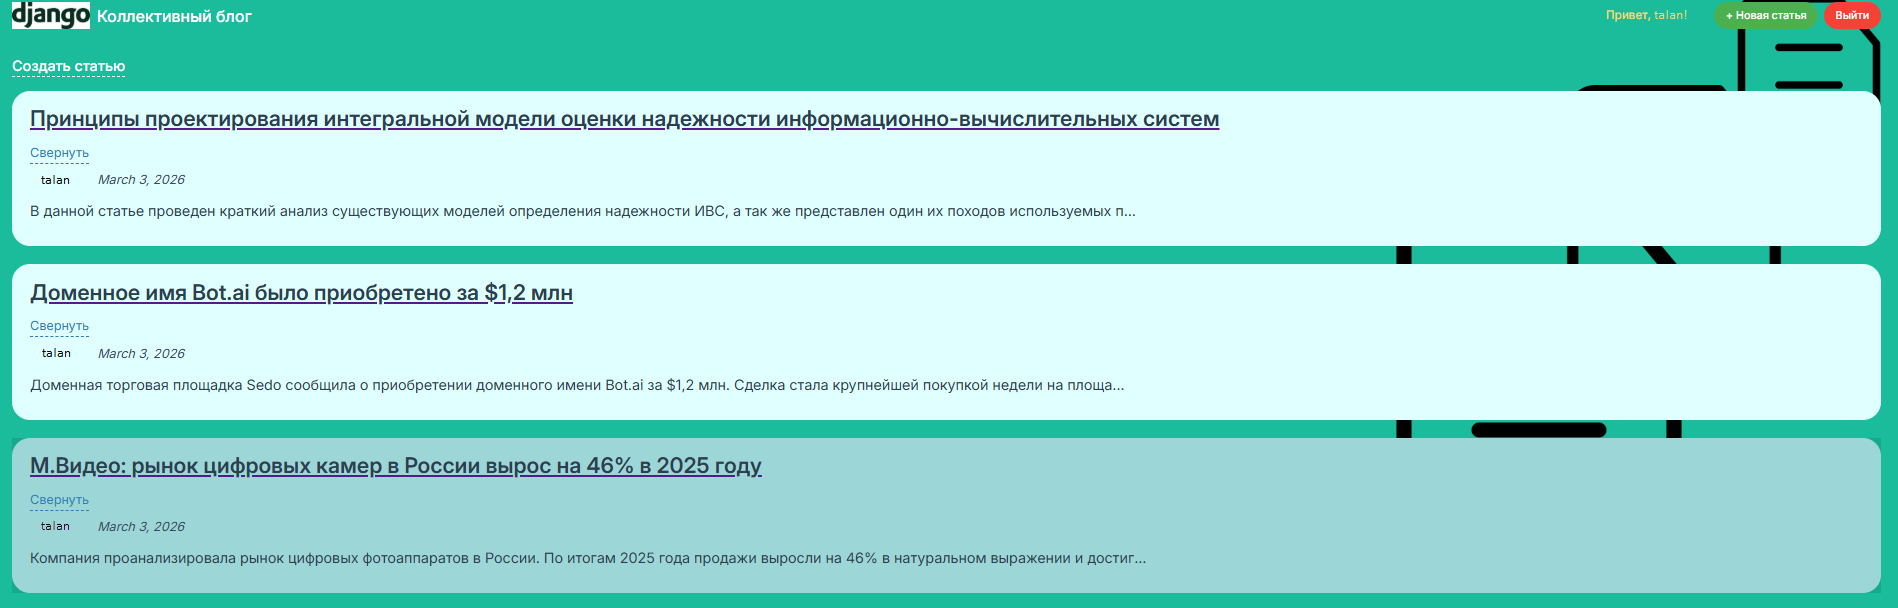 django Коллективный блог
Привет, talan! + Новая статья Выйти
Создать статью
Принципы проектирования интегральной модели оценки надежности информационно-вычислительных систем
Свернуть
talan March 3, 2026
В данной статье проведен краткий анализ существующих моделей определения надежности ИВС, а так же представлен один их походов используемых п...
Доменное имя Bot.ai было приобретено за $1,2 млн
Свернуть
talan March 3, 2026
Доменная торговая площадка Sedo сообщила о приобретении доменного имени Bot.ai за $1,2 млн. Сделка стала крупнейшей покупкой недели на площа...
М.Видео: рынок цифровых камер в России вырос на 46% в 2025 году
Свернуть
talan March 3, 2026
Компания проанализировала рынок цифровых фотоаппаратов в России. По итогам 2025 года продажи выросли на 46% в натуральном выражении и достиг...